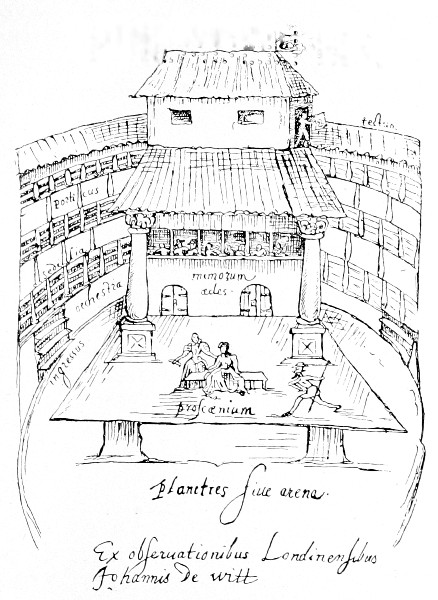 tectum
porticus
sedilia
orchestra
ingressus
mimorum
ædes.
proscænium
planities sive arena.
Ex observationibus Londinensibus
Johannis de witt